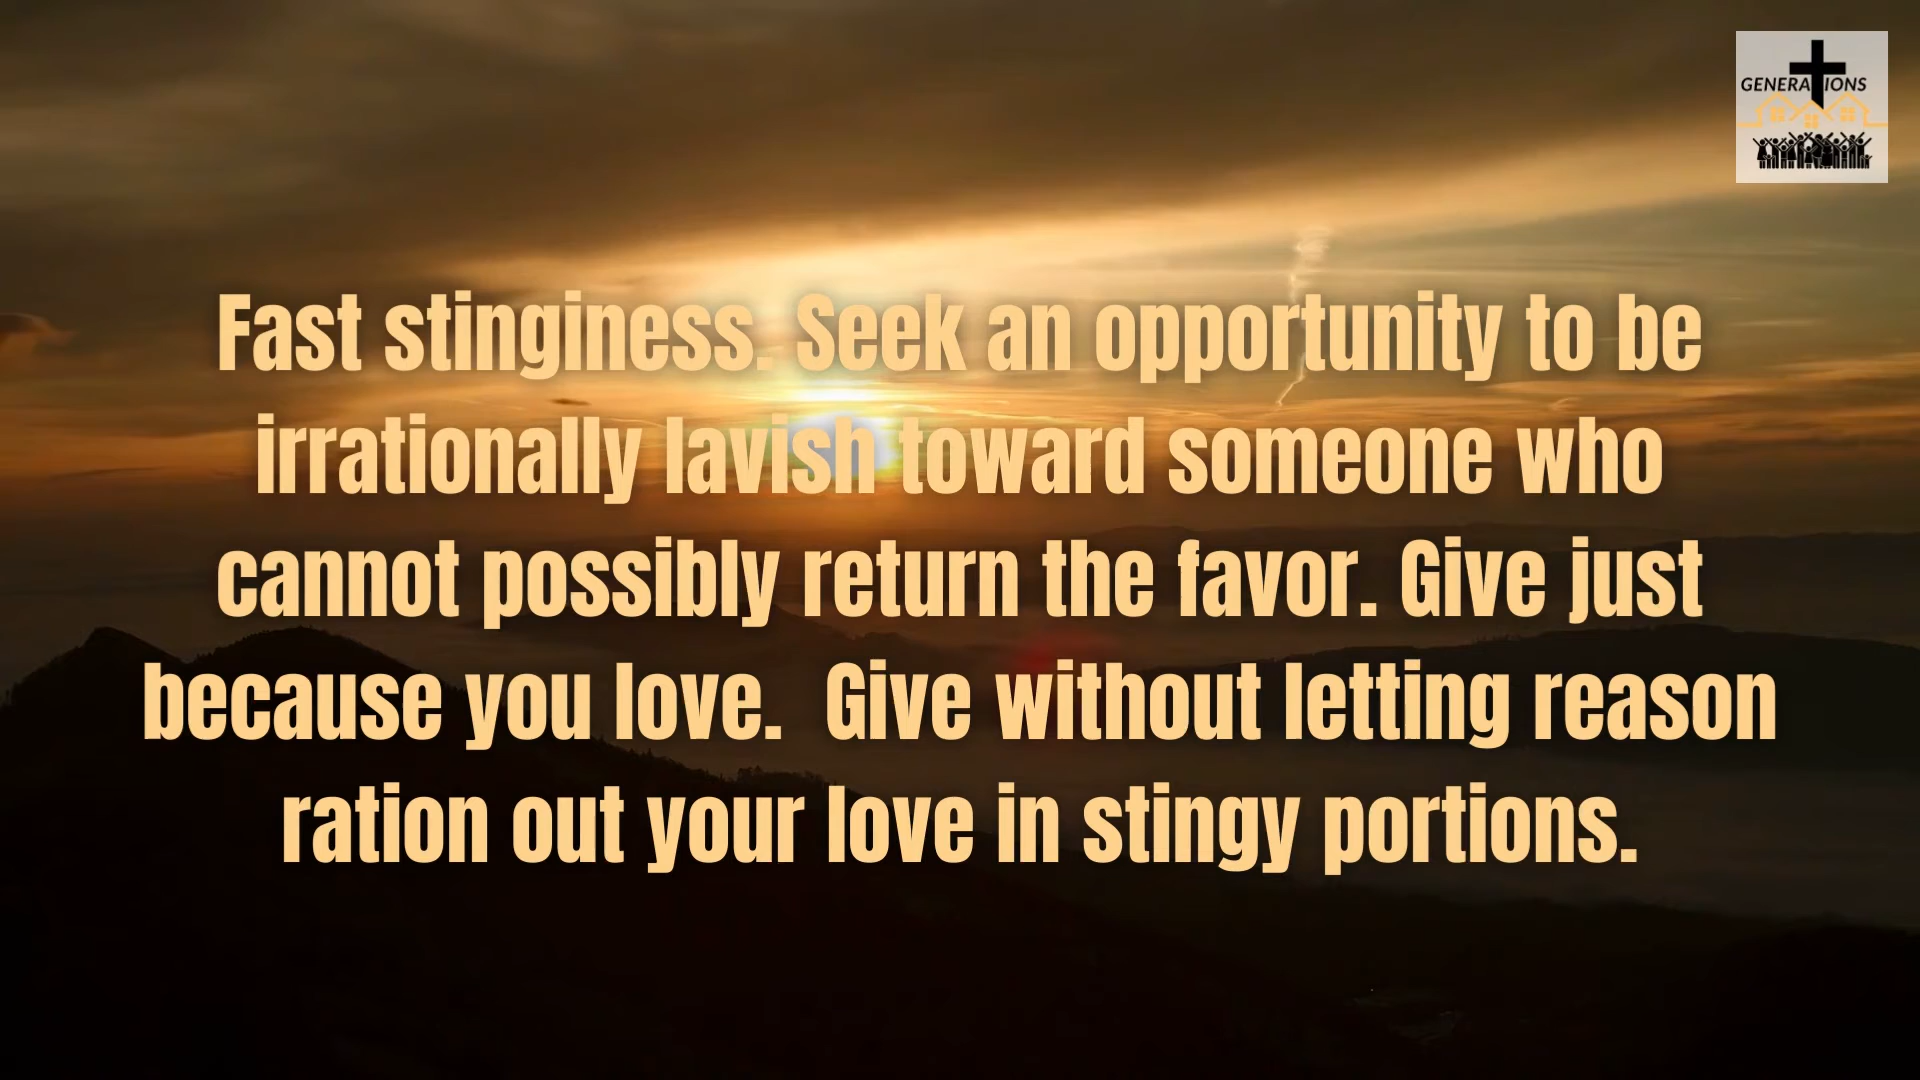 GENERATIONS
Fast stinginess. Seek an opportunity to be
irrationally lavish toward someone who
cannot possibly return the favor. Give just
because you love.  Give without letting reason
ration out your love in stingy portions.